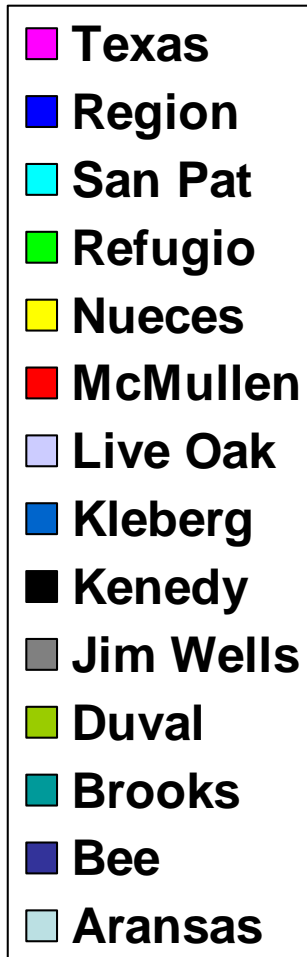 Texas
Region
San Pat
Refugio
Nueces
McMullen
Live Oak
Kleberg
Kenedy
Jim Wells
Duval
Brooks
Bee
Aransas